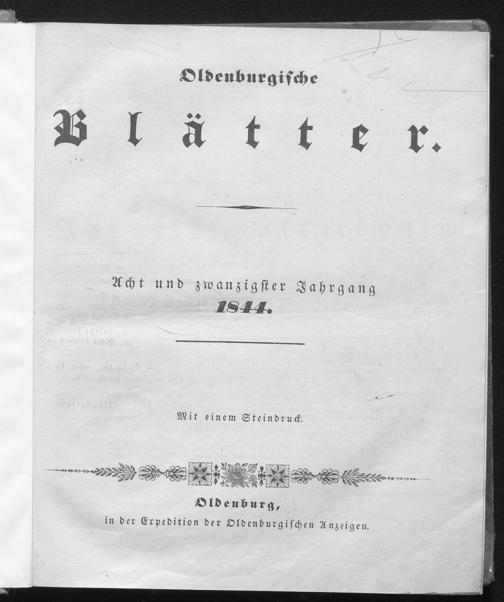 Oldenburgische
Blätter.
Acht und zwanzigster Jahrgang
1844.
Mit einem Steindruck.
Oldenburg,
in der Expedition der Oldenburgischen Anzeigen.